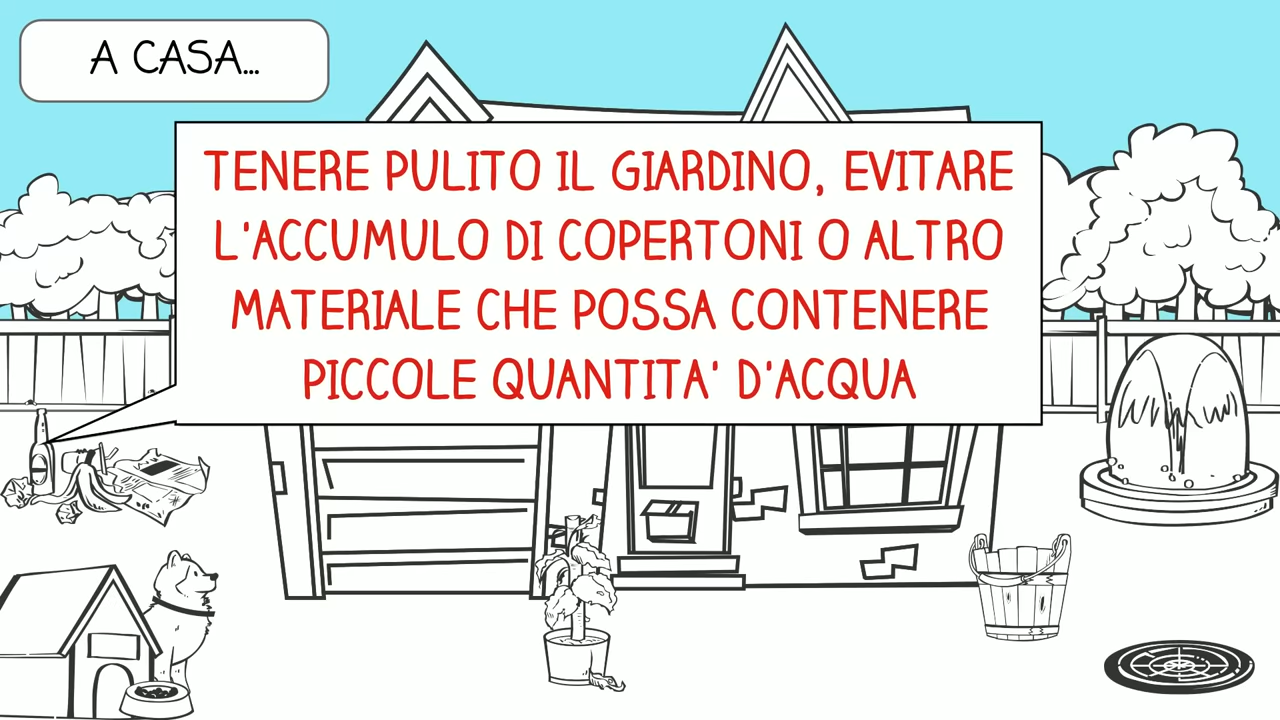 A CASA...
TENERE PULITO IL GIARDINO, EVITARE
L'ACCUMULO DI COPERTONI O ALTRO
MATERIALE CHE POSSA CONTENERE
PICCOLE QUANTITA' D'ACQUA